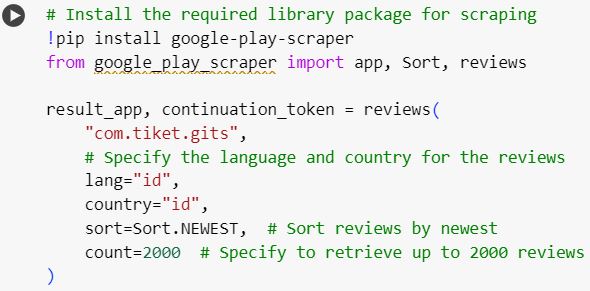 # Install the required library package for scraping
!pip install google-play-scraper
from google_play_scraper import app, Sort, reviews
result_app, continuation_token = reviews(
"com.tiket.gits",
# Specify the language and country for the reviews
lang="id",
country="id",
sort=Sort.NEWEST,  # Sort reviews by newest
count=2000  # Specify to retrieve up to 2000 reviews
)